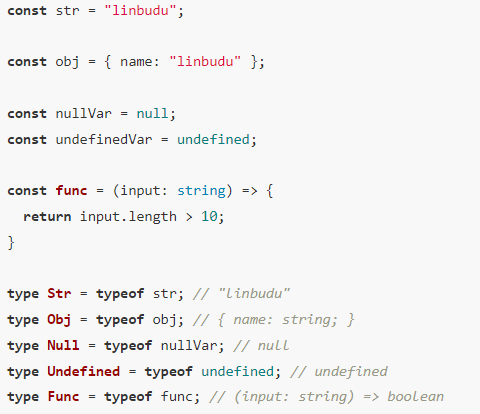 const str = "linbudu";
const obj = { name: "linbudu" };
const nullVar = null;
const undefinedVar = undefined;
const func = (input: string) => {
  return input.length > 10;
}
type Str = typeof str; // "linbudu"
type Obj = typeof obj; // { name: string; }
type Null = typeof nullVar; // null
type Undefined = typeof undefined; // undefined
type Func = typeof func; // (input: string) => boolean